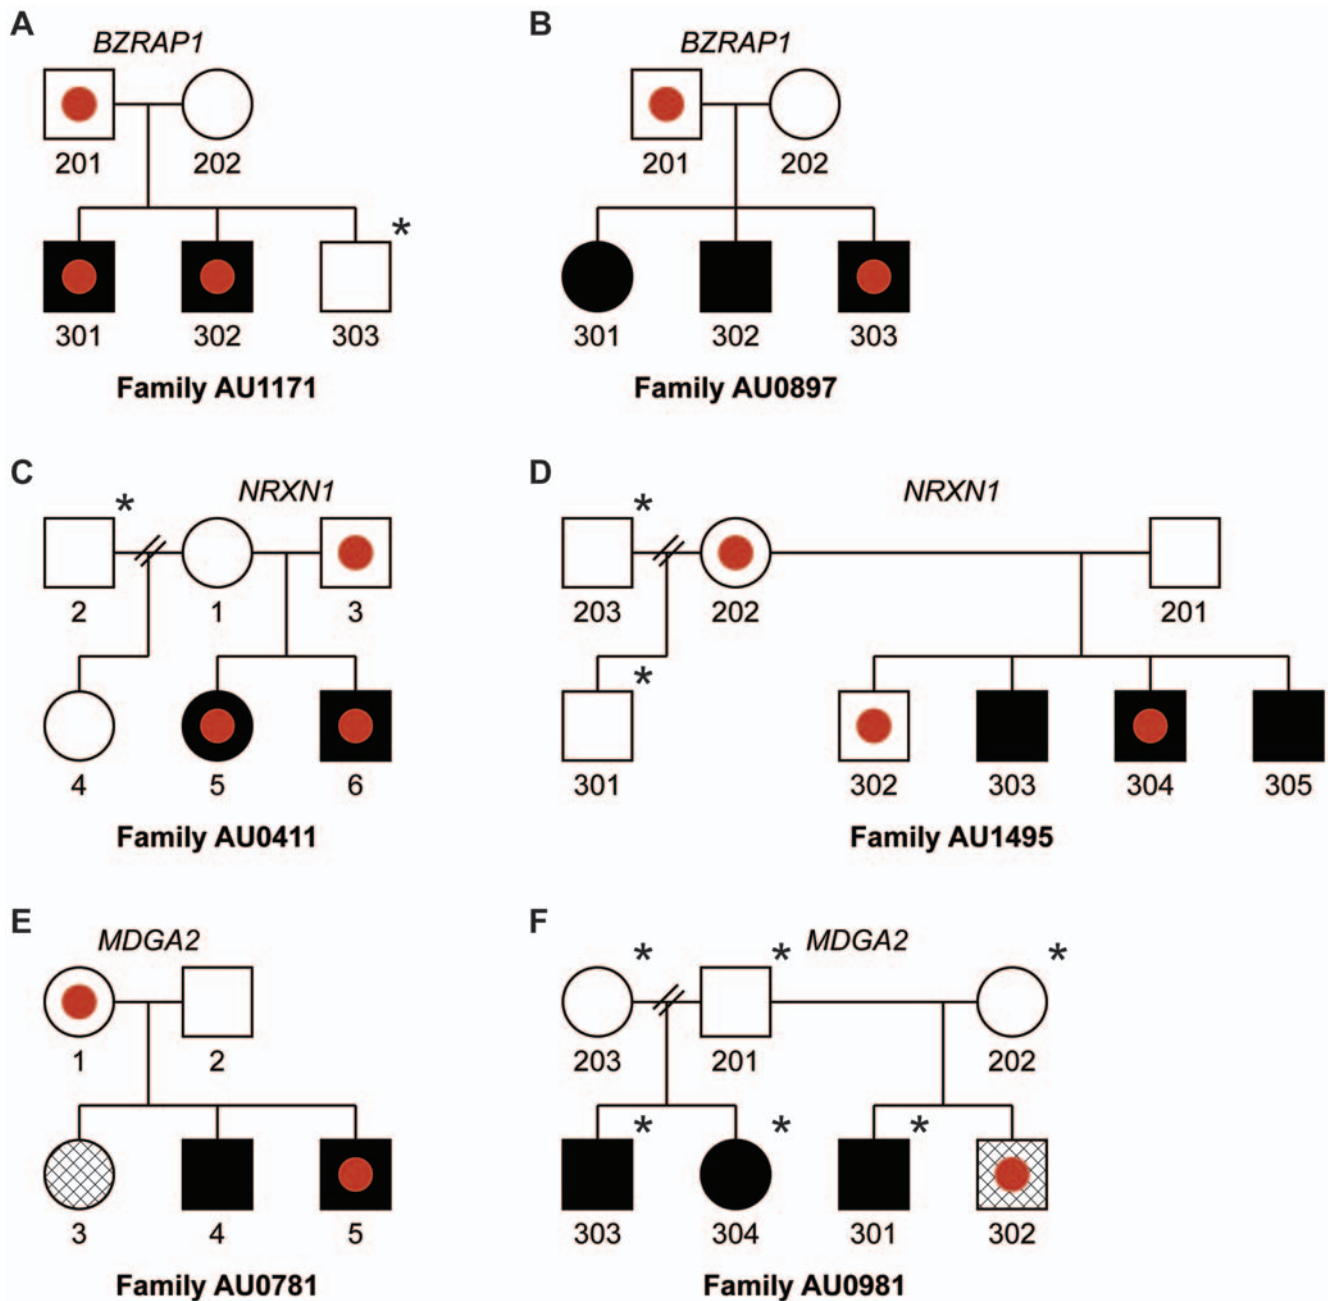 A
BZRAP1
201 202
*
301 302 303
Family AU1171
B
BZRAP1
201 202
301 302 303
Family AU0897
C
NRXN1
*
2 1 3
4 5 6
Family AU0411
D
NRXN1
*
203 202 201
*
301 302 303 304 305
Family AU1495
E
MDGA2
1 2
3 4 5
Family AU0781
F
MDGA2
* * *
203 201 202
* * *
303 304 301 302
Family AU0981